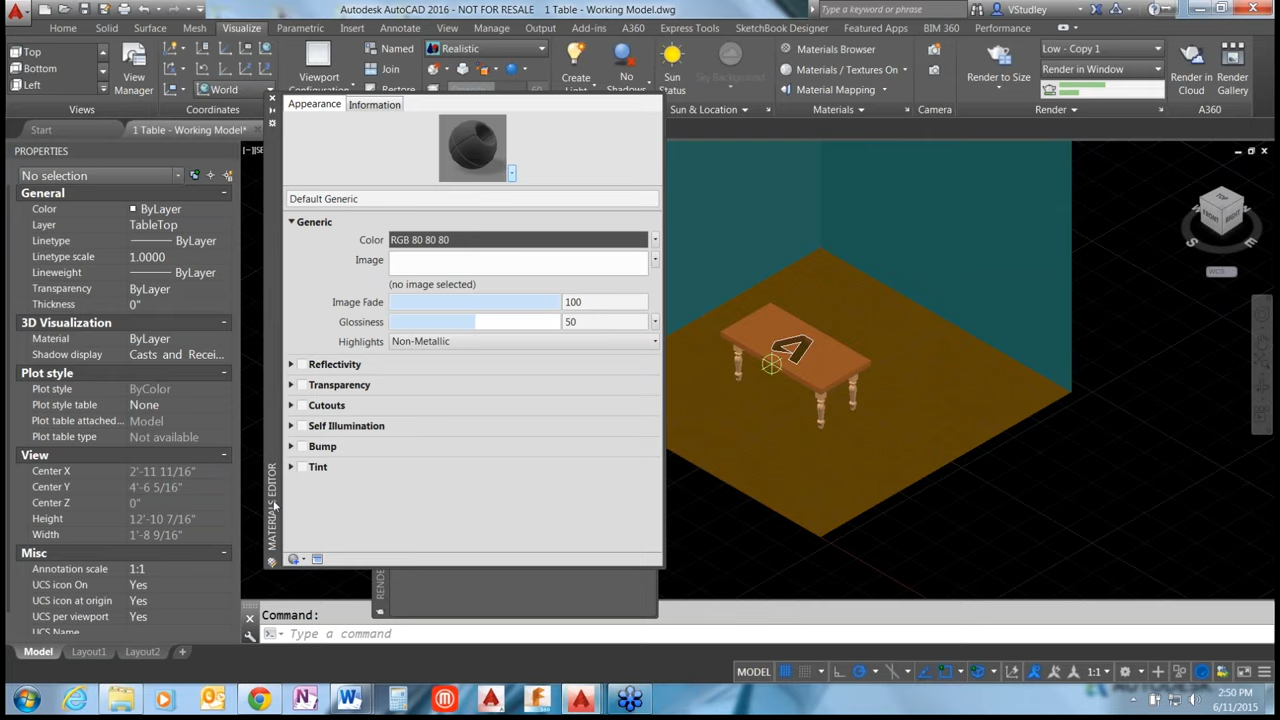 Autodesk AutoCAD 2016 - NOT FOR RESALE 1 Table - Working Model.dwg
Type a keyword or phrase
VStudley
Home Solid Surface Mesh Visualize Parametric Insert Annotate View Manage Output Add-ins A360 Express Tools SketchBook Designer Featured Apps BIM 360 Performance
Top
Bottom
Left
View
Manager
World
Viewport
Configuration
Named
Join
Restore
Realistic
Opacity
Create
Light
No
Shadows
Sun
Status
Sky Background
Materials Browser
Materials / Textures On
Material Mapping
Render to Size
Low - Copy 1
Render in Window
Render in
Cloud
Render
Gallery
Views
Coordinates
Sun & Location
Materials
Camera
Render
A360
Start
1 Table - Working Model*
PROPERTIES
No selection
General
Color ByLayer
Layer TableTop
Linetype ByLayer
Linetype scale 1.0000
Lineweight ByLayer
Transparency ByLayer
Thickness 0"
3D Visualization
Material ByLayer
Shadow display Casts and Recei...
Plot style
Plot style ByColor
Plot style table None
Plot table attached... Model
Plot table type Not available
View
Center X 2'-11 11/16"
Center Y 4'-6 5/16"
Center Z 0"
Height 12'-10 7/16"
Width 1'-8 9/16"
Misc
Annotation scale 1:1
UCS icon On Yes
UCS icon at origin Yes
UCS per viewport Yes
UCS Name
Appearance Information
Default Generic
Generic
Color RGB 80 80 80
Image
(no image selected)
Image Fade 100
Glossiness 50
Highlights Non-Metallic
Reflectivity
Transparency
Cutouts
Self Illumination
Bump
Tint
MATERIALS EDITOR
A
TOP
FRONT
RIGHT
S
E
WCS
Command:
Type a command
Model Layout1 Layout2 +
MODEL
1:1
2:50 PM
6/11/2015